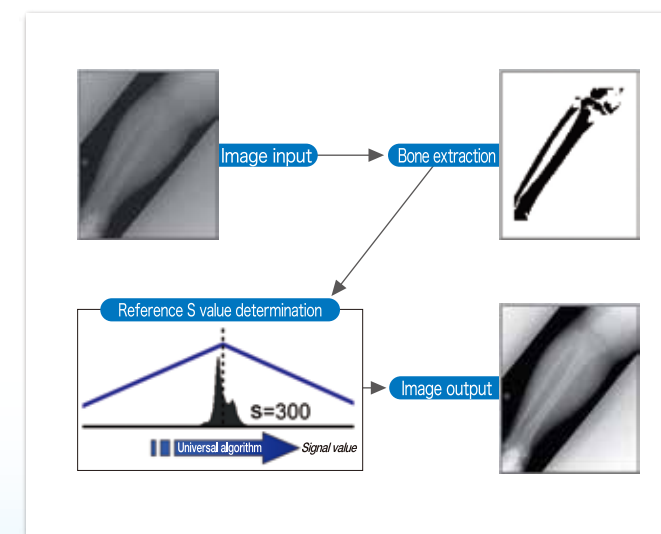 Image input
Bone extraction
Reference S value determination
s=300
Universal algorithm
Signal value
Image output